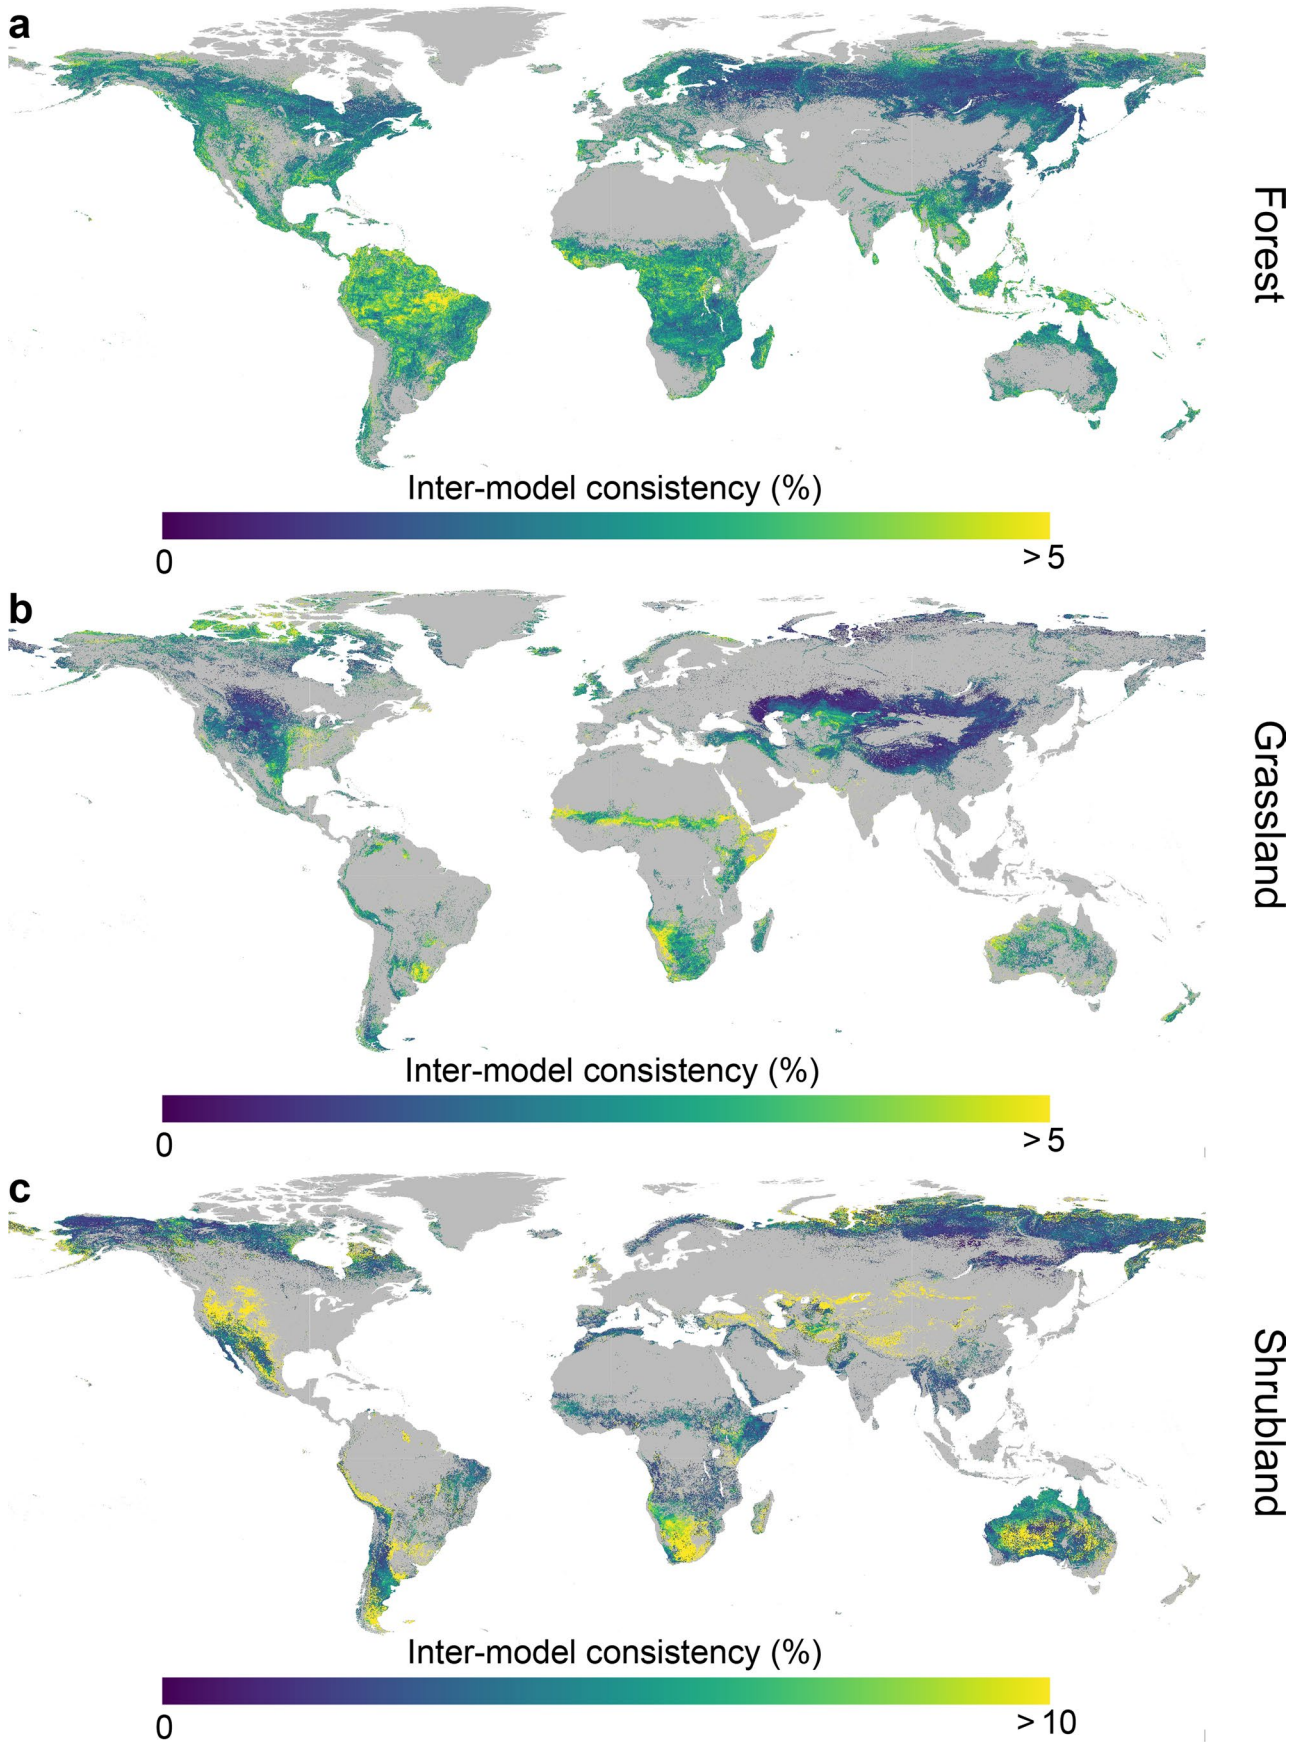 a
Forest
Inter-model consistency (%)
0
> 5
b
Grassland
Inter-model consistency (%)
0
> 5
c
Shrubland
Inter-model consistency (%)
0
> 10